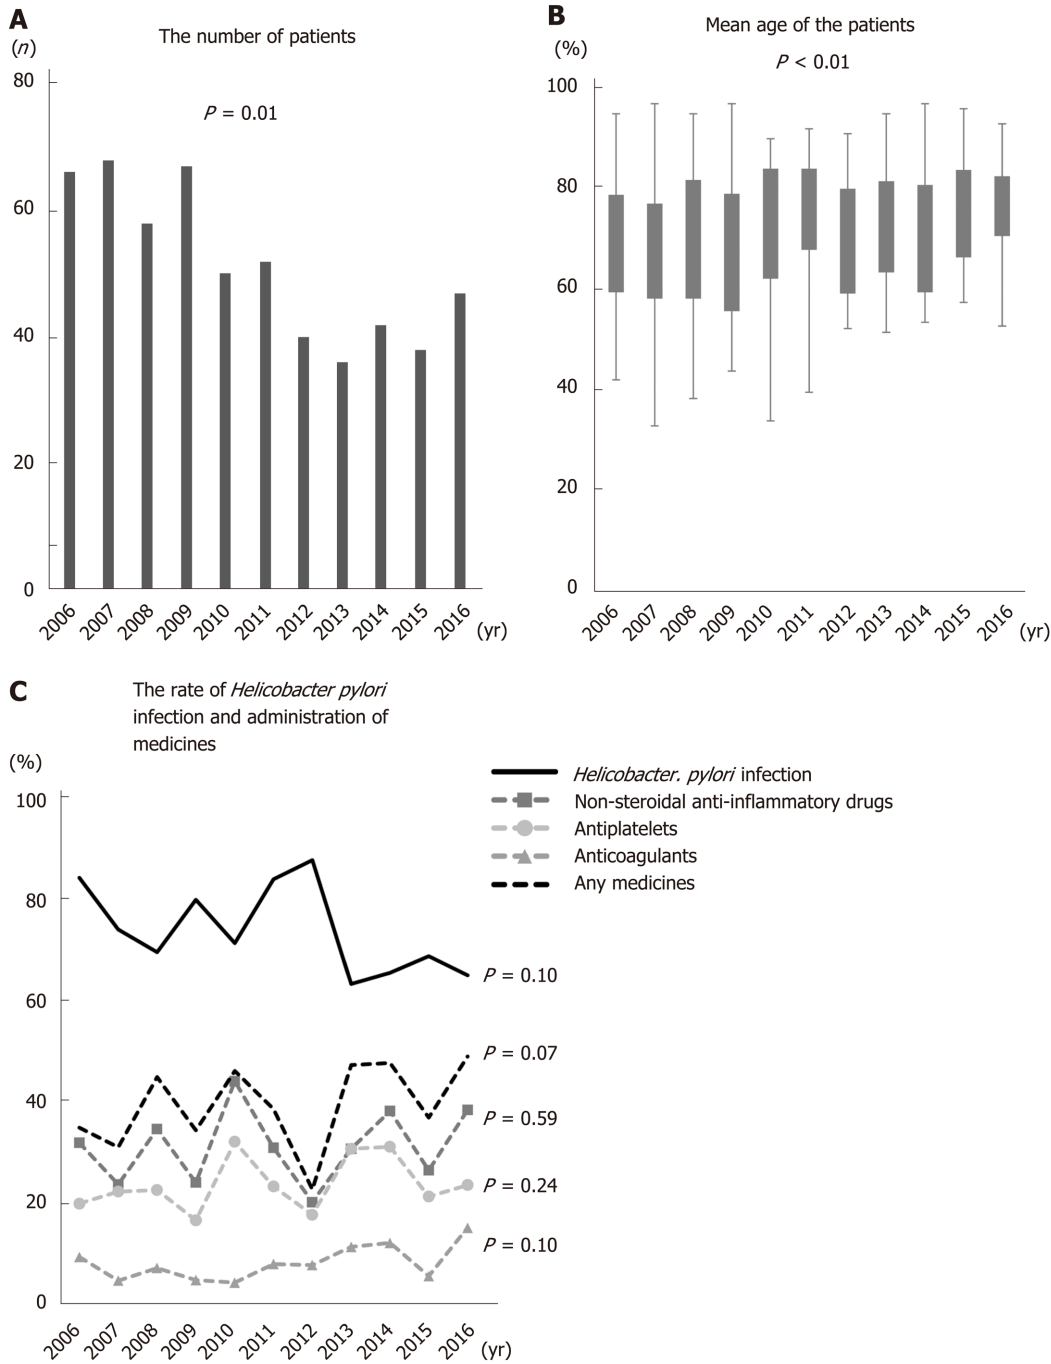 A
The number of patients
(n)
80
P = 0.01
60
40
20
0
2006 2007 2008 2009 2010 2011 2012 2013 2014 2015 2016 (yr)
B
Mean age of the patients
(%)
P < 0.01
100
80
60
40
20
0
2006 2007 2008 2009 2010 2011 2012 2013 2014 2015 2016 (yr)
C
The rate of Helicobacter pylori
infection and administration of
medicines
(%)
Helicobacter. pylori infection
Non-steroidal anti-inflammatory drugs
Antiplatelets
Anticoagulants
Any medicines
100
80
60
40
20
0
P = 0.10
P = 0.07
P = 0.59
P = 0.24
P = 0.10
2006 2007 2008 2009 2010 2011 2012 2013 2014 2015 2016 (yr)